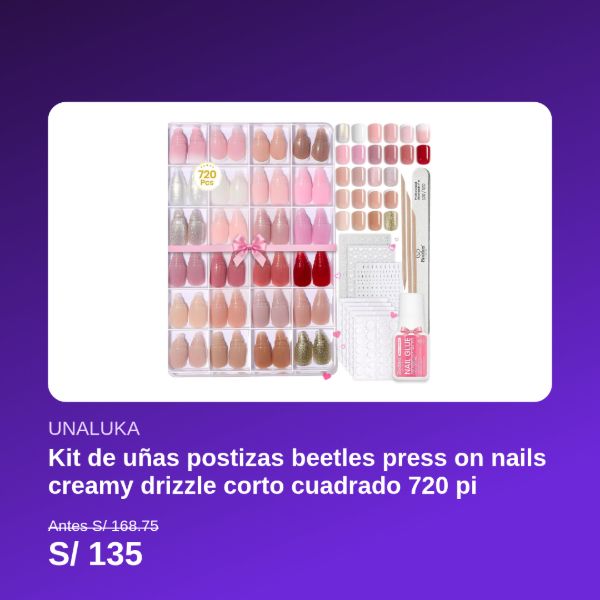 720
Pcs
Beetles
NAIL GLUE
UNALUKA
Kit de uñas postizas beetles press on nails
creamy drizzle corto cuadrado 720 pi
Antes S/ 168.75
S/ 135